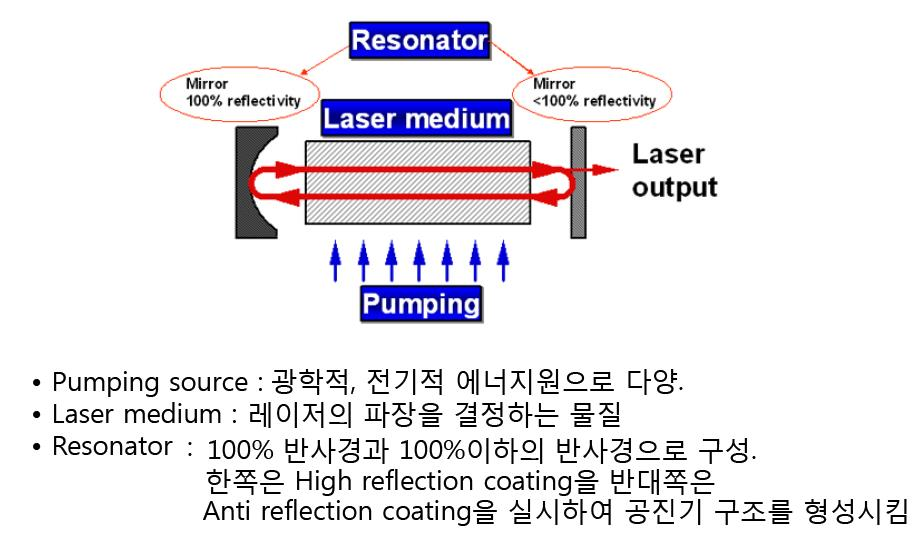 Resonator
Mirror
100% reflectivity
Mirror
<100% reflectivity
Laser medium
Laser
output
Pumping
• Pumping source : 광학적, 전기적 에너지원으로 다양.
• Laser medium : 레이저의 파장을 결정하는 물질
• Resonator : 100% 반사경과 100%이하의 반사경으로 구성.
한쪽은 High reflection coating을 반대쪽은
Anti reflection coating을 실시하여 공진기 구조를 형성시킴